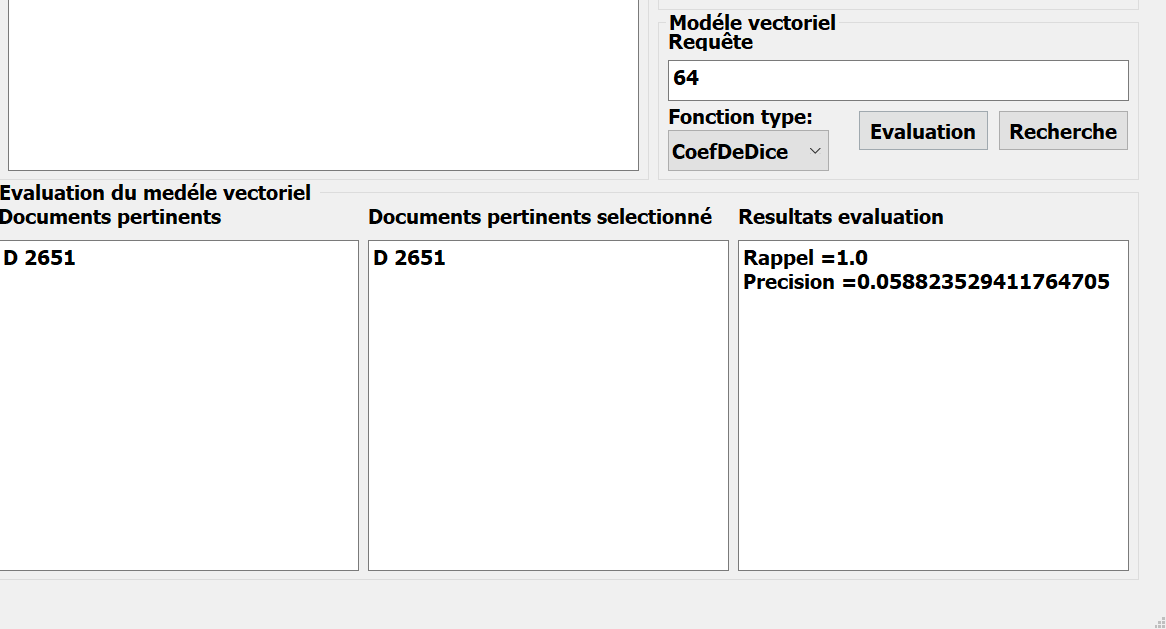 Modéle vectoriel
Requête
64
Fonction type:
CoefDeDice
Evaluation
Recherche
Evaluation du medéle vectoriel
Documents pertinents
Documents pertinents selectionné
Resultats evaluation
D 2651
D 2651
Rappel =1.0
Precision =0.058823529411764705